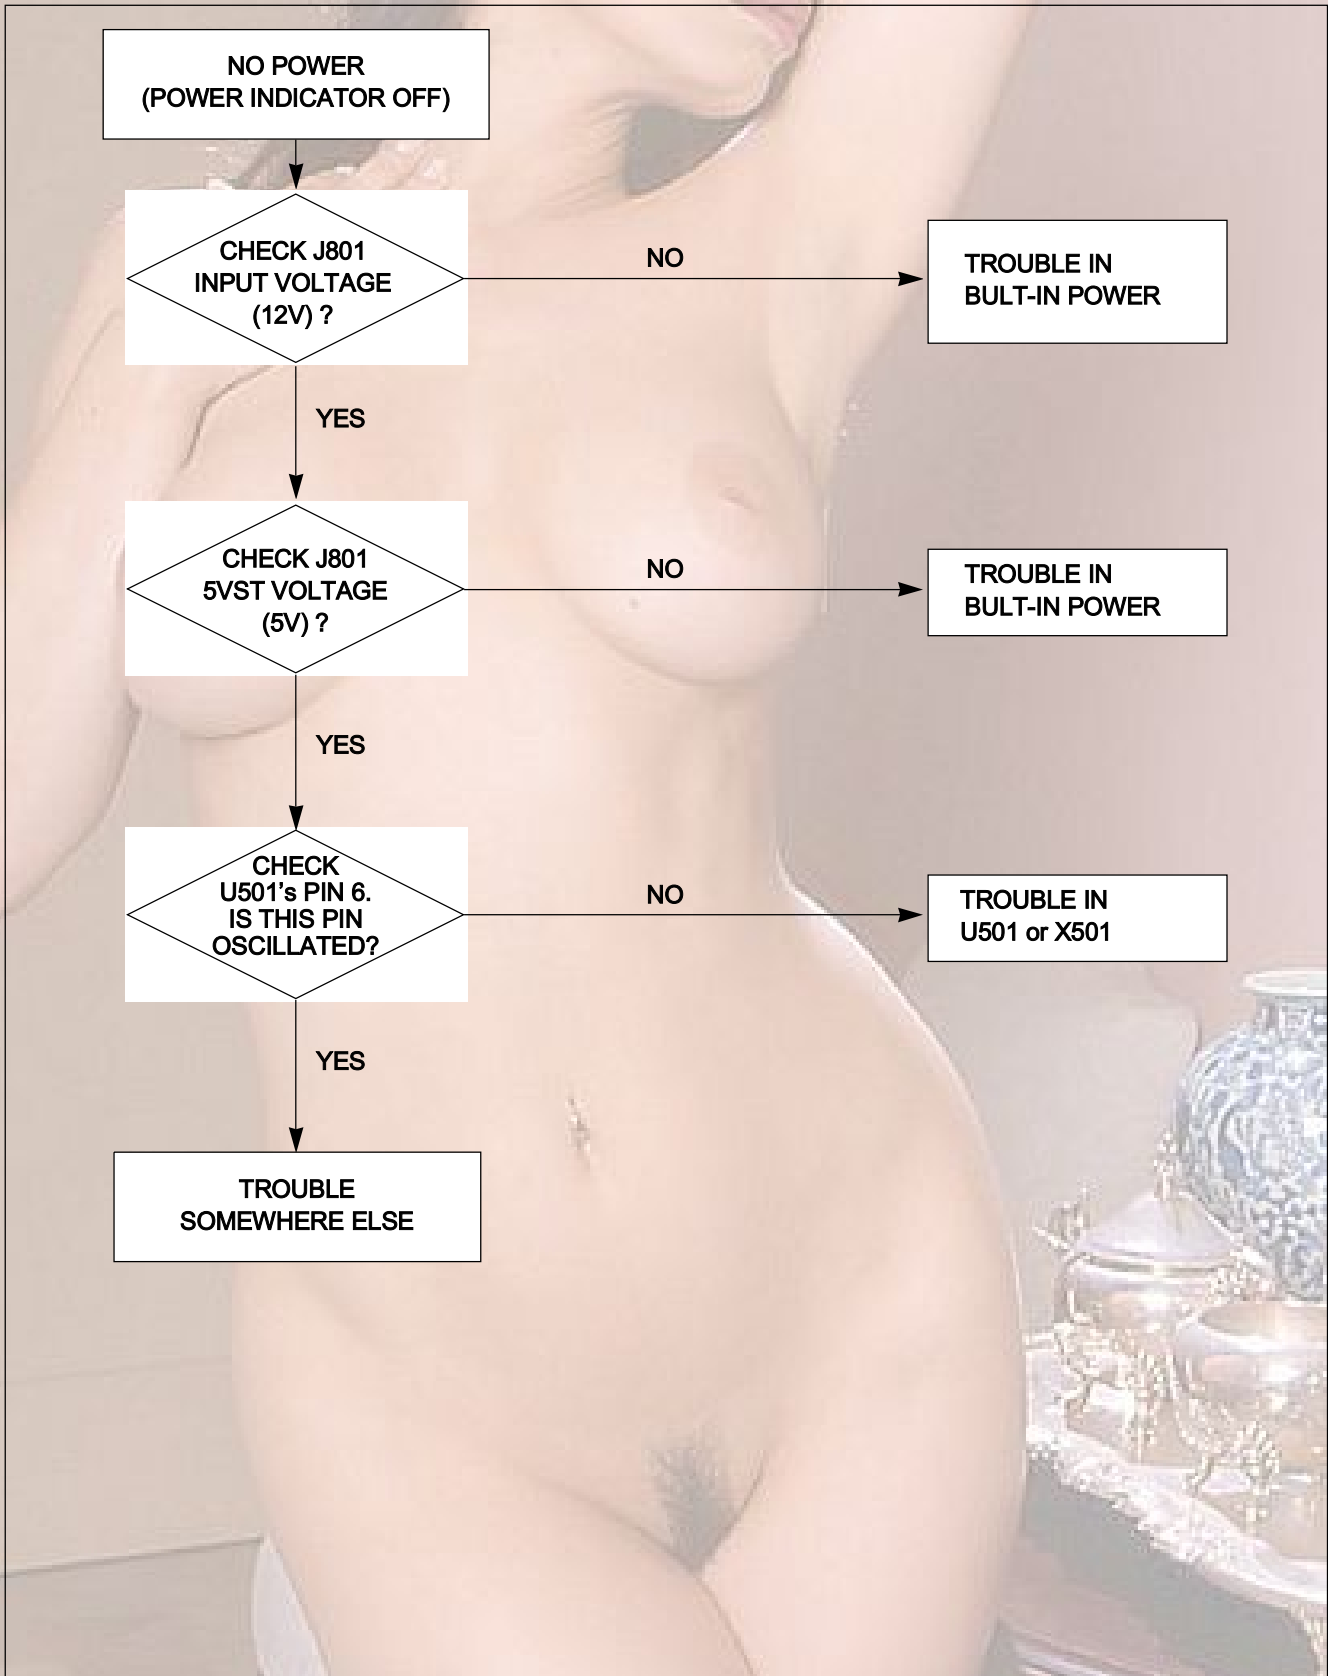 NO POWER
(POWER INDICATOR OFF)
CHECK J801
INPUT VOLTAGE
(12V) ?
NO
TROUBLE IN
BULT-IN POWER
YES
CHECK J801
5VST VOLTAGE
(5V) ?
NO
TROUBLE IN
BULT-IN POWER
YES
CHECK
U501's PIN 6.
IS THIS PIN
OSCILLATED?
NO
TROUBLE IN
U501 or X501
YES
TROUBLE
SOMEWHERE ELSE